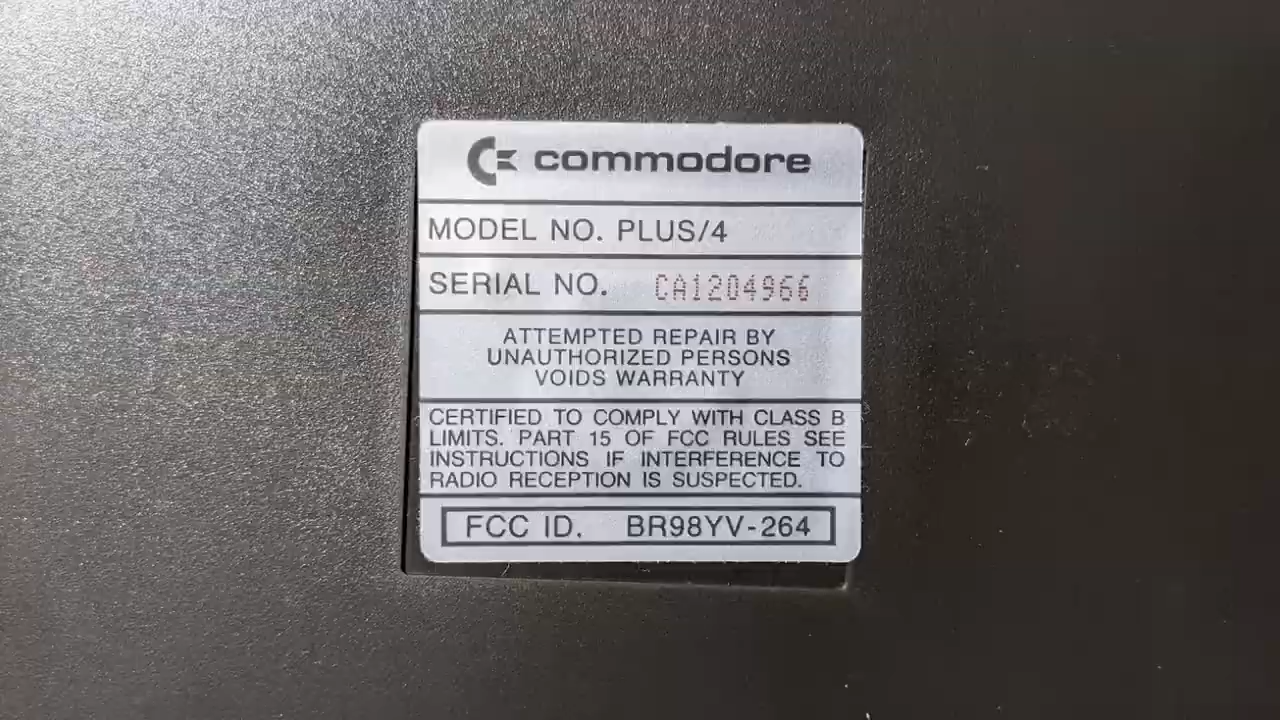 commodore
MODEL NO. PLUS/4
SERIAL NO. CA1204966
ATTEMPTED REPAIR BY
UNAUTHORIZED PERSONS
VOIDS WARRANTY
CERTIFIED TO COMPLY WITH CLASS B
LIMITS. PART 15 OF FCC RULES SEE
INSTRUCTIONS IF INTERFERENCE TO
RADIO RECEPTION IS SUSPECTED.
FCC ID. BR98YV-264